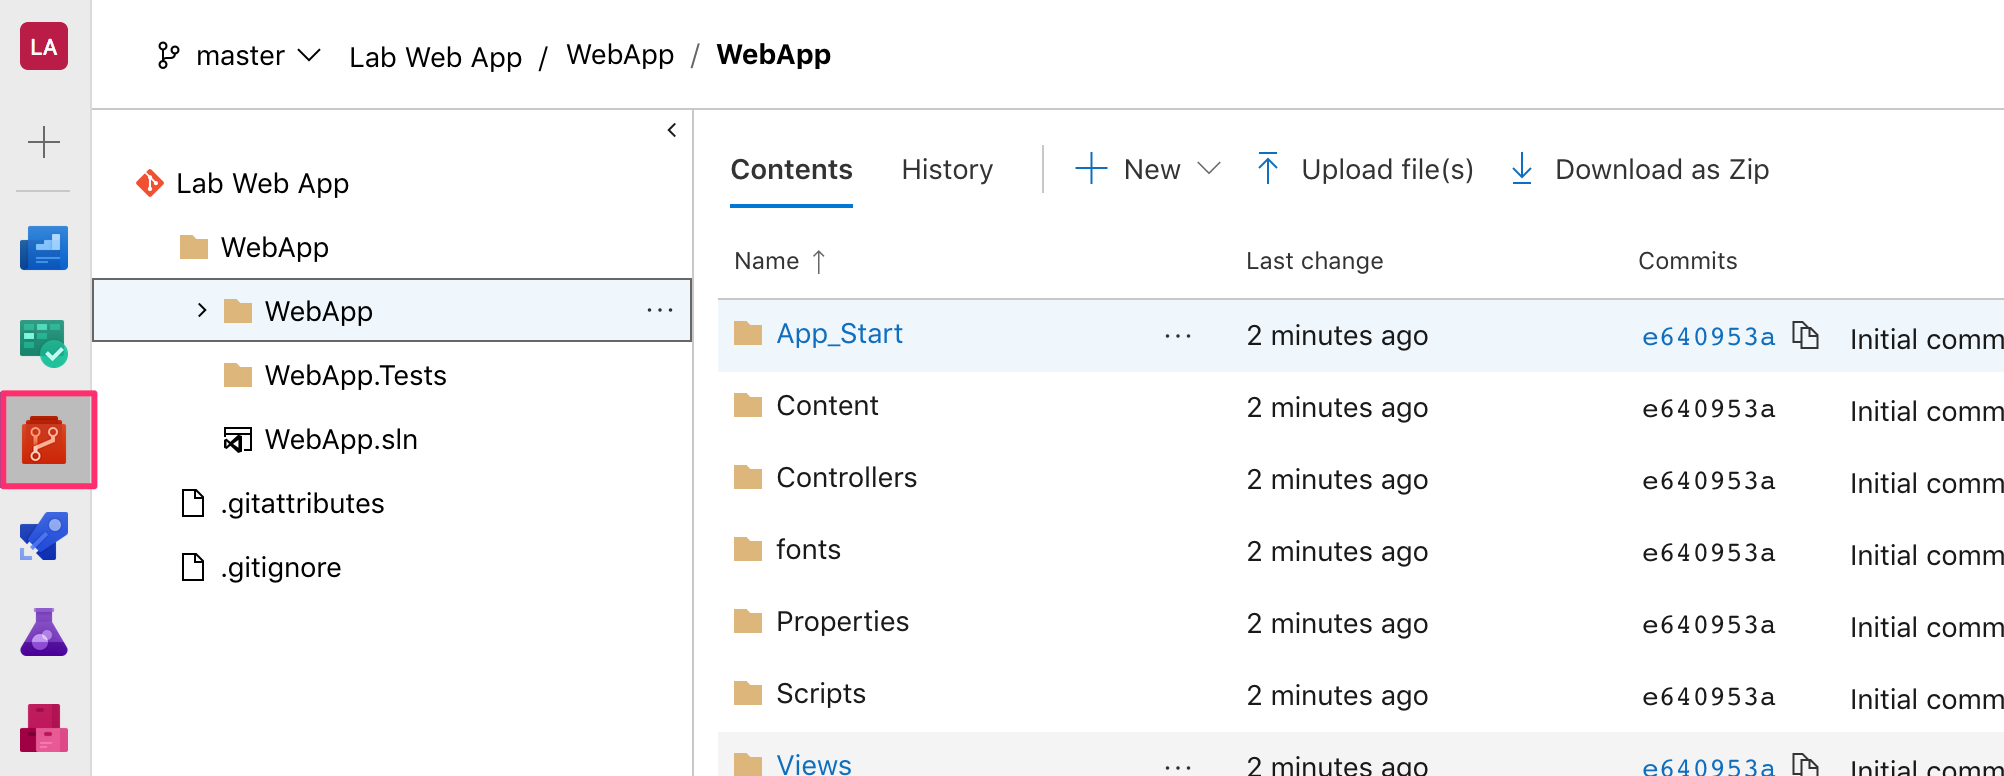 LA
master Lab Web App / WebApp / WebApp
Lab Web App
WebApp
WebApp ...
WebApp.Tests
WebApp.sln
.gitattributes
.gitignore
Contents History New Upload file(s) Download as Zip
Name ↑ Last change Commits
App_Start ... 2 minutes ago e640953a Initial comm
Content 2 minutes ago e640953a Initial comm
Controllers 2 minutes ago e640953a Initial comm
fonts 2 minutes ago e640953a Initial comm
Properties 2 minutes ago e640953a Initial comm
Scripts 2 minutes ago e640953a Initial comm
Views ... 2 minutes ago e640953a Initial comm